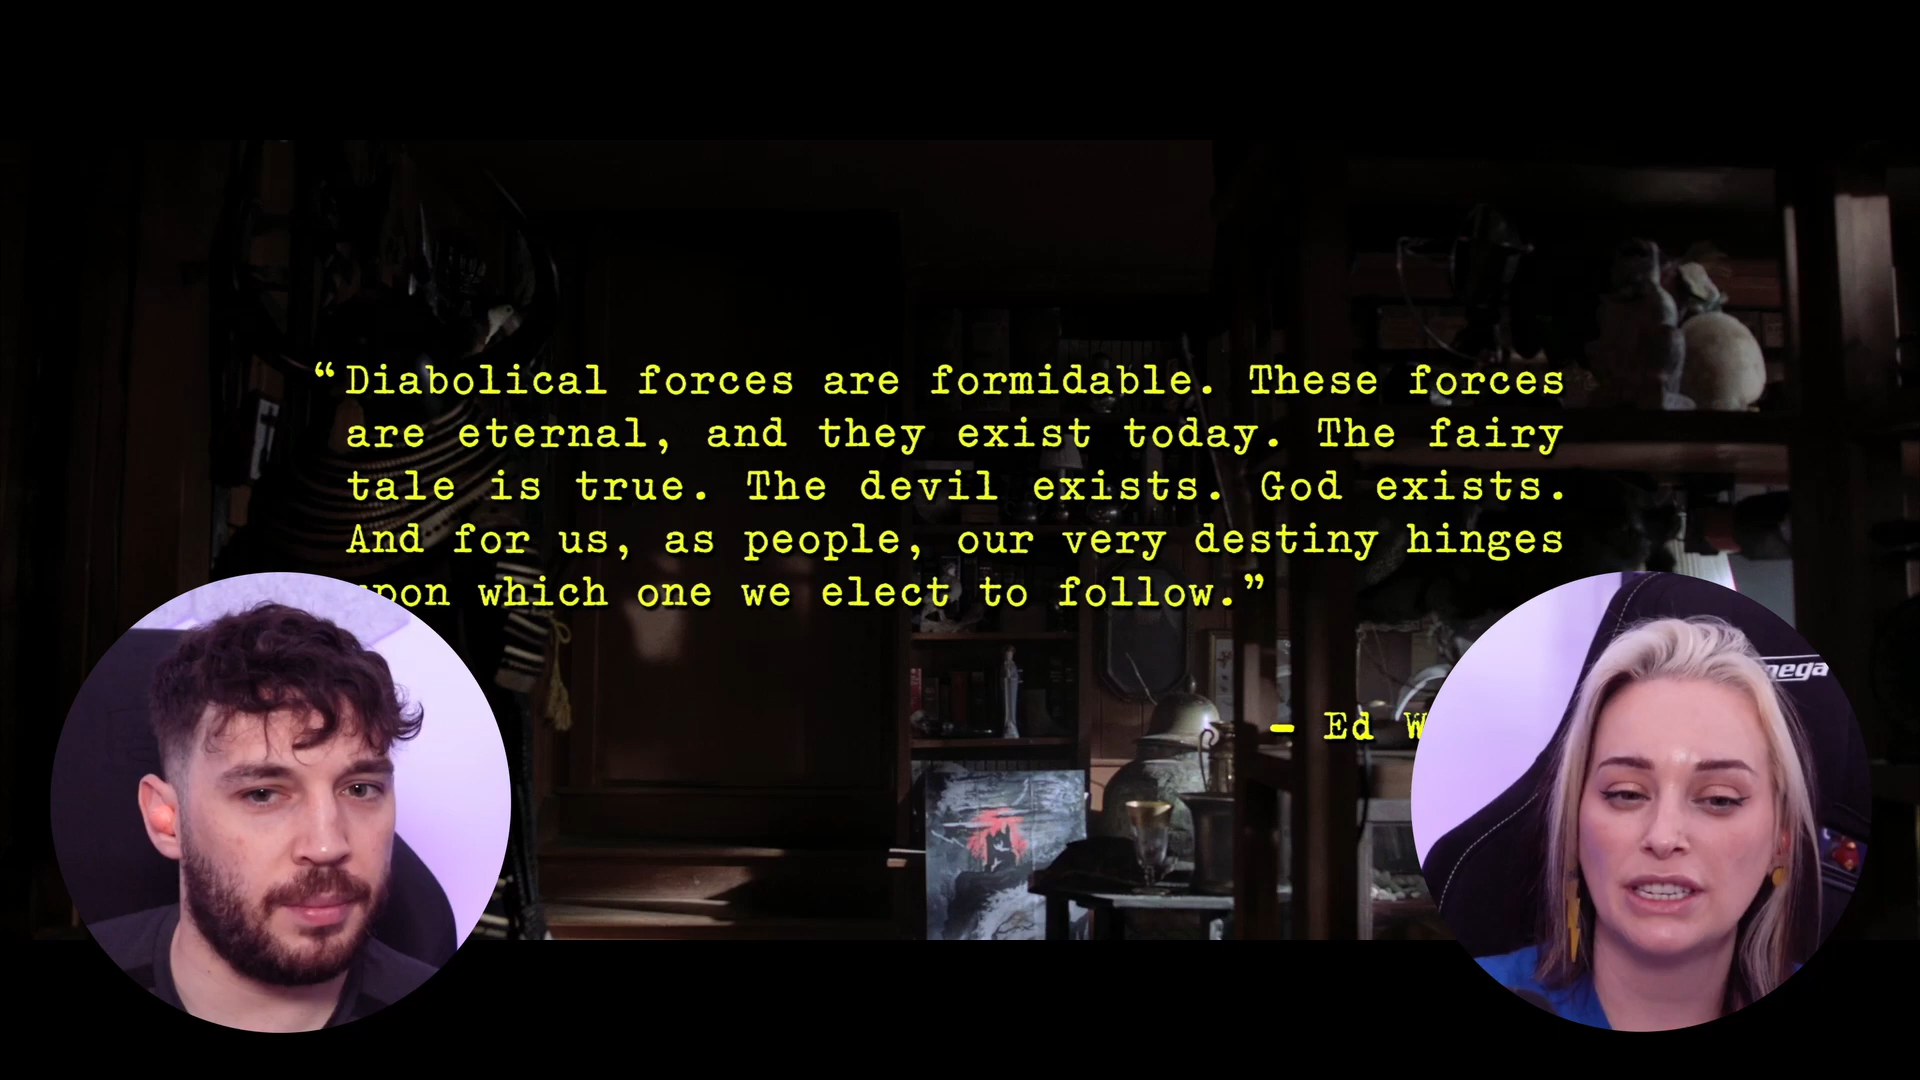 “Diabolical forces are formidable. These forces
are eternal, and they exist today. The fairy
tale is true. The devil exists. God exists.
And for us, as people, our very destiny hinges
upon which one we elect to follow.”
– Ed
mega